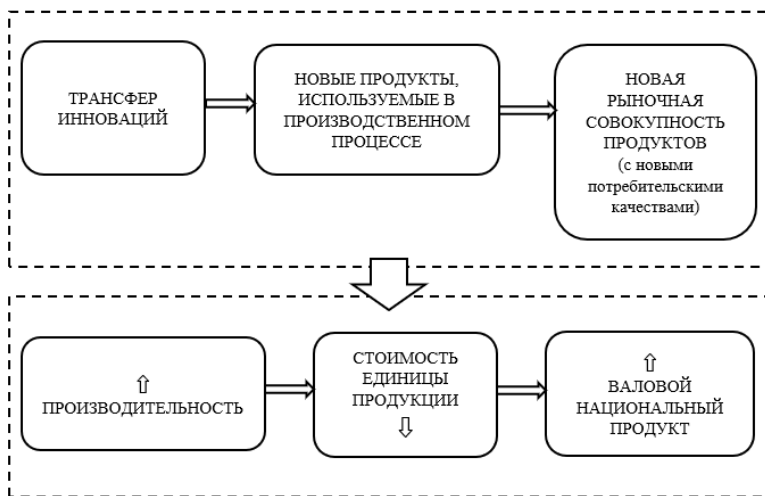 ТРАНСФЕР
ИННОВАЦИЙ
НОВЫЕ ПРОДУКТЫ,
ИСПОЛЬЗУЕМЫЕ В
ПРОИЗВОДСТВЕННОМ
ПРОЦЕССЕ
НОВАЯ
РЫНОЧНАЯ
СОВОКУПНОСТЬ
ПРОДУКТОВ
(с новыми
потребительскими
качествами)
⇧
ПРОИЗВОДИТЕЛЬНОСТЬ
СТОИМОСТЬ
ЕДИНИЦЫ
ПРОДУКЦИИ
⇩
⇧
ВАЛОВОЙ
НАЦИОНАЛЬНЫЙ
ПРОДУКТ